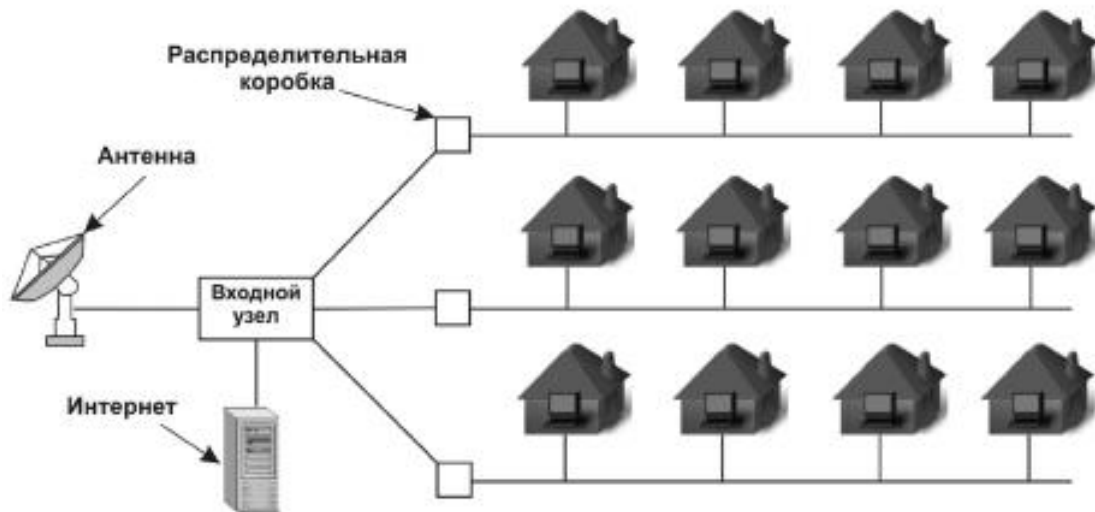 Распределительная
коробка
Антенна
Входной
узел
Интернет